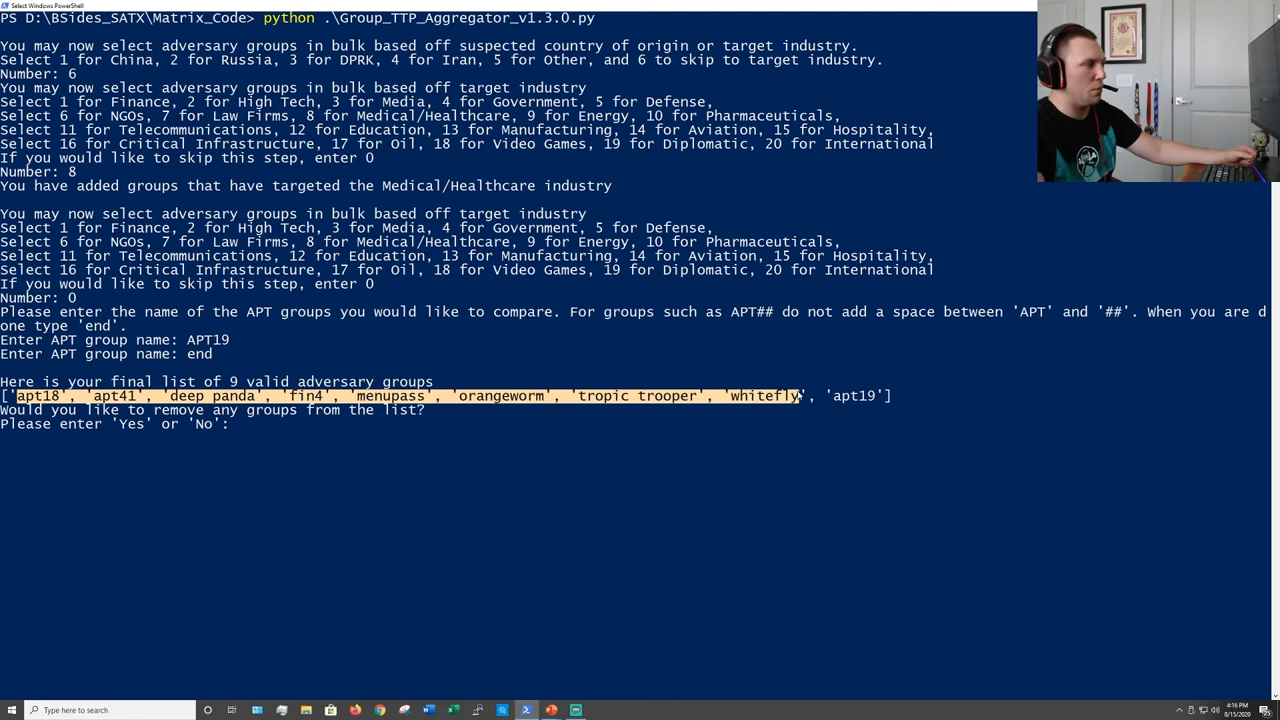 Select Windows PowerShell
PS D:\BSides_SATX\Matrix_Code> python .\Group_TTP_Aggregator_v1.3.0.py
You may now select adversary groups in bulk based off suspected country of origin or target industry.
Select 1 for China, 2 for Russia, 3 for DPRK, 4 for Iran, 5 for Other, and 6 to skip to target industry.
Number: 6
You may now select adversary groups in bulk based off target industry
Select 1 for Finance, 2 for High Tech, 3 for Media, 4 for Government, 5 for Defense,
Select 6 for NGOs, 7 for Law Firms, 8 for Medical/Healthcare, 9 for Energy, 10 for Pharmaceuticals,
Select 11 for Telecommunications, 12 for Education, 13 for Manufacturing, 14 for Aviation, 15 for Hospitality,
Select 16 for Critical Infrastructure, 17 for Oil, 18 for Video Games, 19 for Diplomatic, 20 for International
If you would like to skip this step, enter 0
Number: 8
You have added groups that have targeted the Medical/Healthcare industry
You may now select adversary groups in bulk based off target industry
Select 1 for Finance, 2 for High Tech, 3 for Media, 4 for Government, 5 for Defense,
Select 6 for NGOs, 7 for Law Firms, 8 for Medical/Healthcare, 9 for Energy, 10 for Pharmaceuticals,
Select 11 for Telecommunications, 12 for Education, 13 for Manufacturing, 14 for Aviation, 15 for Hospitality,
Select 16 for Critical Infrastructure, 17 for Oil, 18 for Video Games, 19 for Diplomatic, 20 for International
If you would like to skip this step, enter 0
Number: 0
Please enter the name of the APT groups you would like to compare. For groups such as APT## do not add a space between 'APT' and '##'. When you are d
one type 'end'.
Enter APT group name: APT19
Enter APT group name: end
Here is your final list of 9 valid adversary groups
['apt18', 'apt41', 'deep panda', 'fin4', 'menupass', 'orangeworm', 'tropic trooper', 'whitefly', 'apt19']
Would you like to remove any groups from the list?
Please enter 'Yes' or 'No':
Type here to search
4:16 PM
8/15/2020